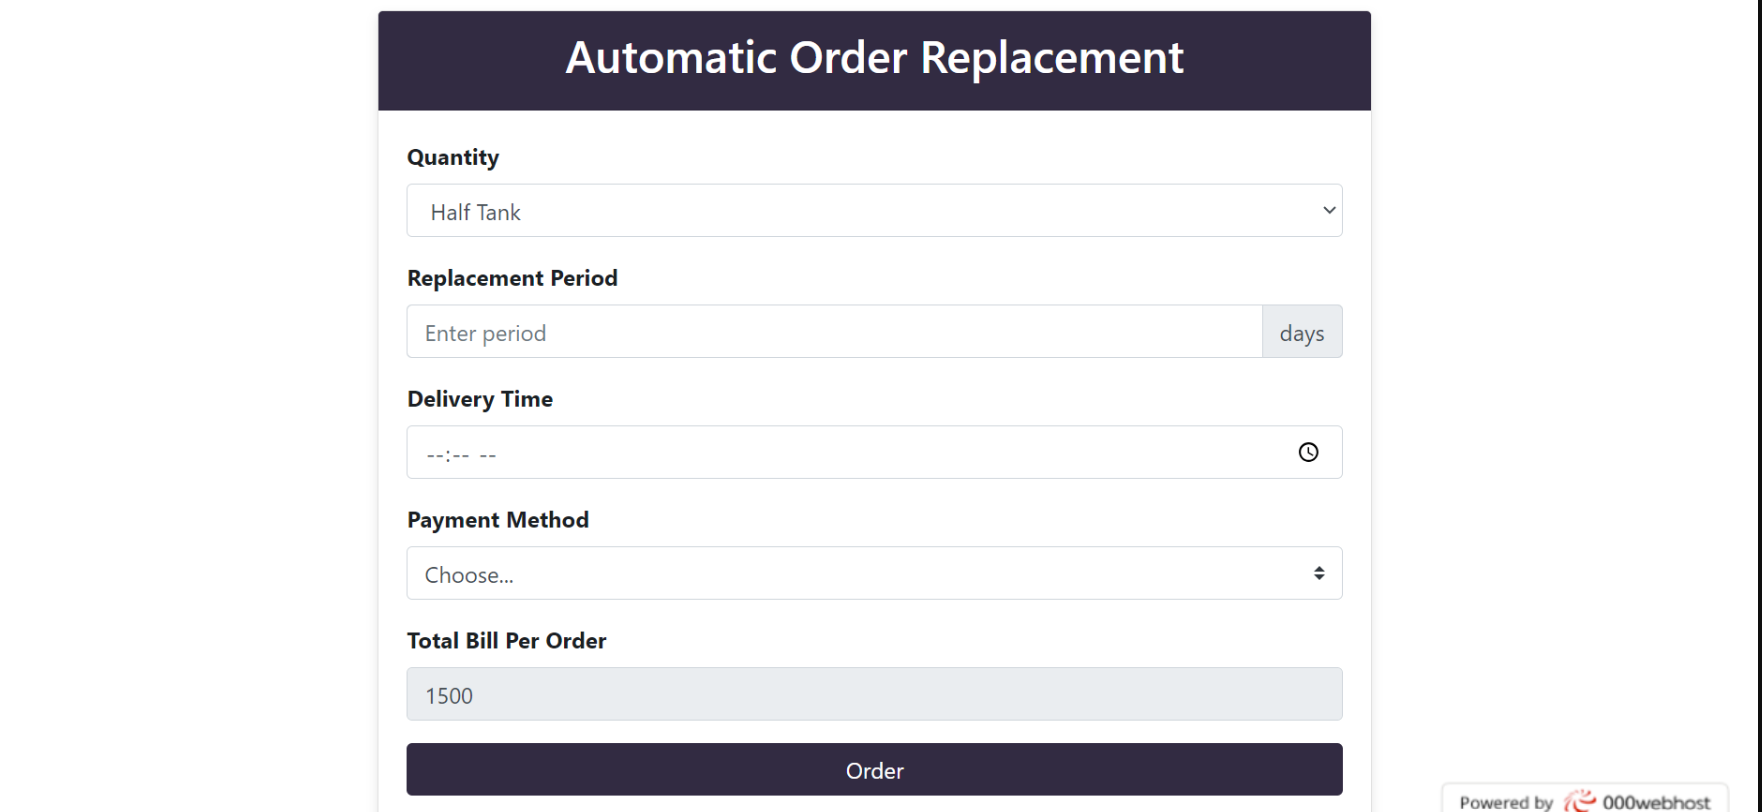 Automatic Order Replacement
Quantity
Half Tank
Replacement Period
Enter period
days
Delivery Time
--:-- --
Payment Method
Choose...
Total Bill Per Order
1500
Order
Powered by 000webhost